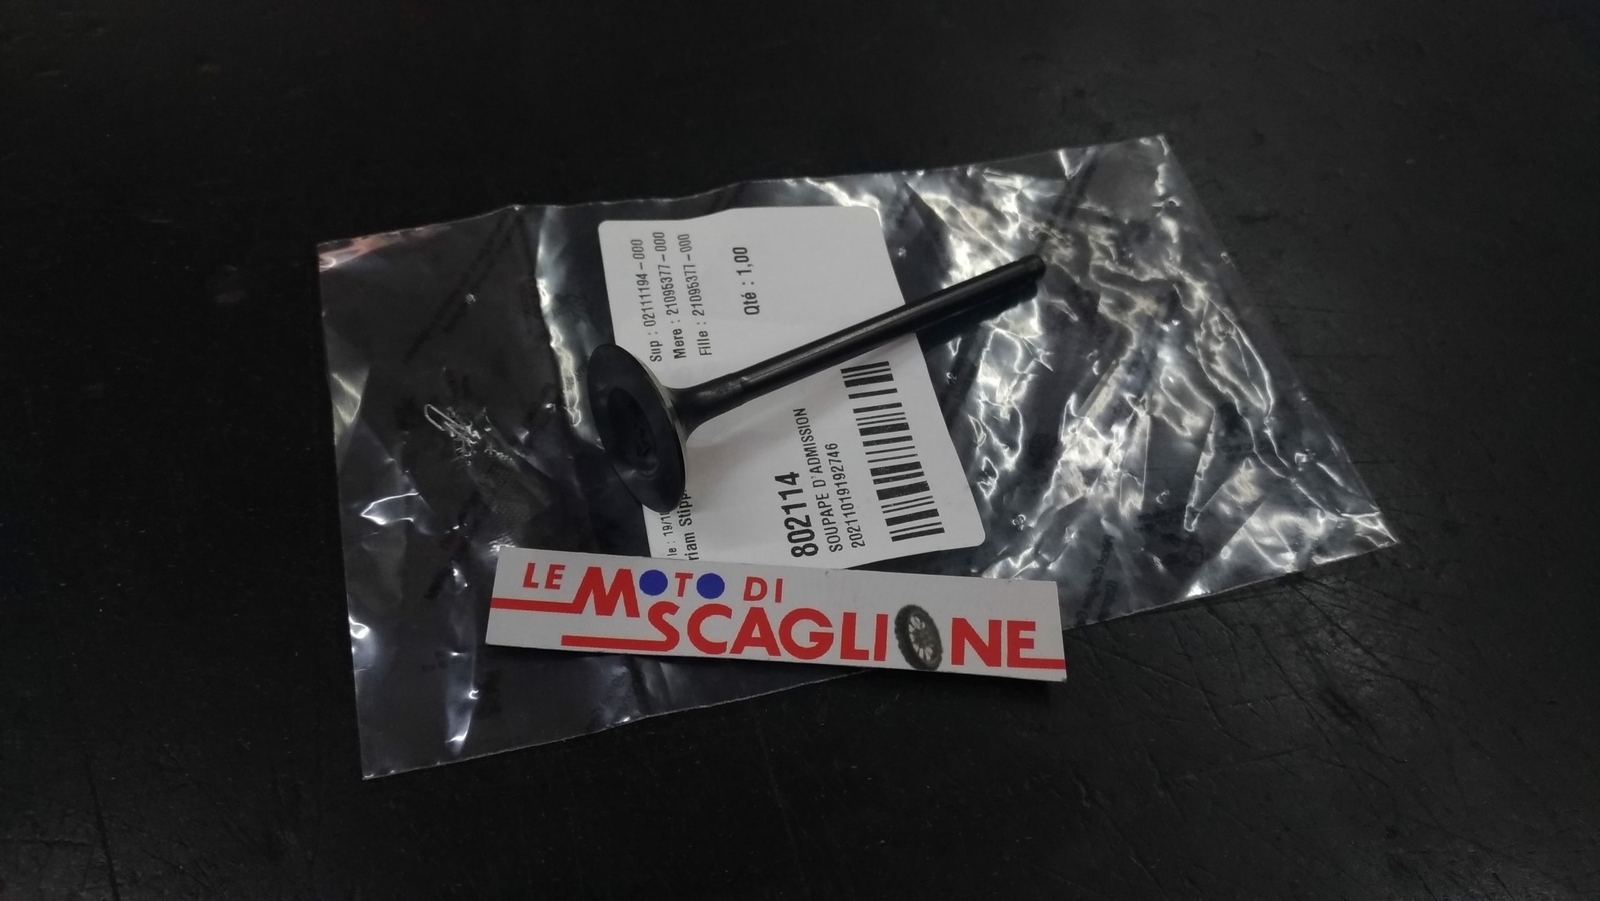 Sup : 02111194-000
Mere : 21095377-000
Fille : 21095377-000
Qté : 1,00
802114
SOUPAPE D'ADMISSION
20211019192746
LE MOTO DI
SCAGLIONE